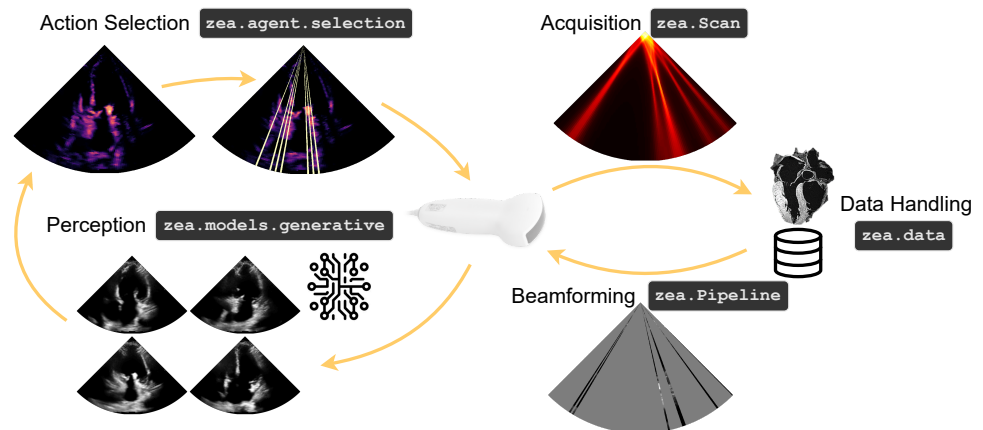 Action Selection zea.agent.selection
Acquisition zea.Scan
Perception zea.models.generative
Data Handling
zea.data
Beamforming zea.Pipeline